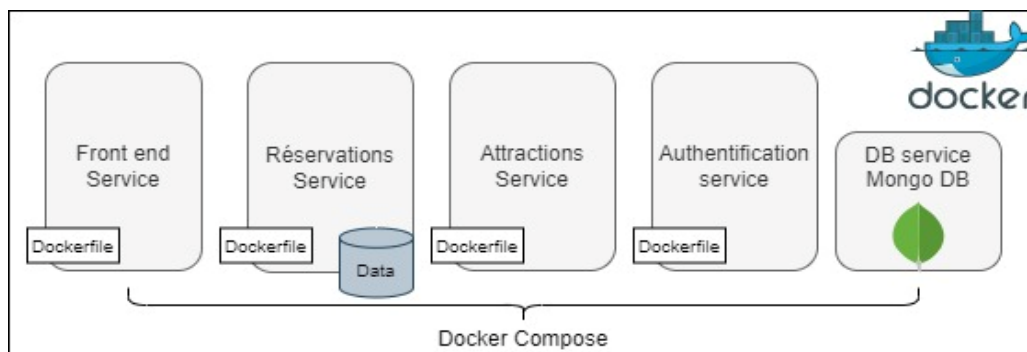 docker
Front end
Service
Réservations
Service
Attractions
Service
Authentification
service
DB service
Mongo DB
Dockerfile
Dockerfile
Data
Dockerfile
Dockerfile
Docker Compose